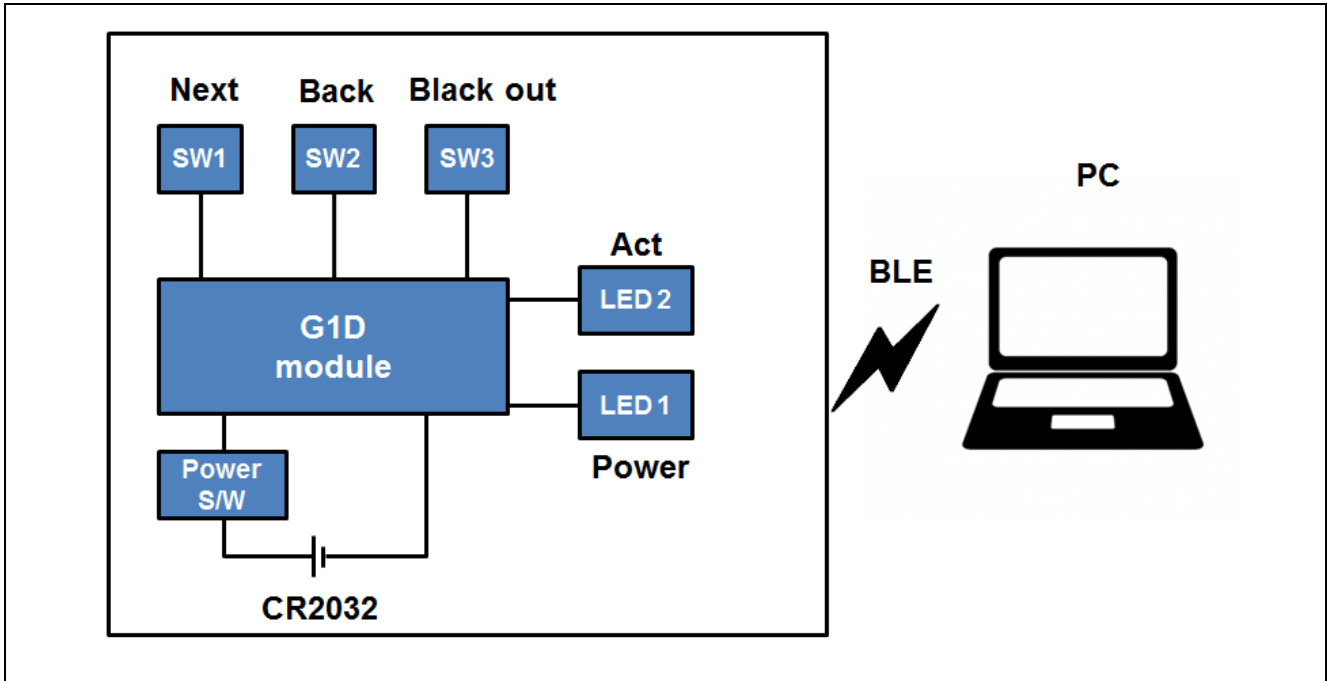 Next
Back
Black out
SW1
SW2
SW3
PC
Act
BLE
LED 2
G1D
module
LED 1
Power
Power
S/W
CR2032